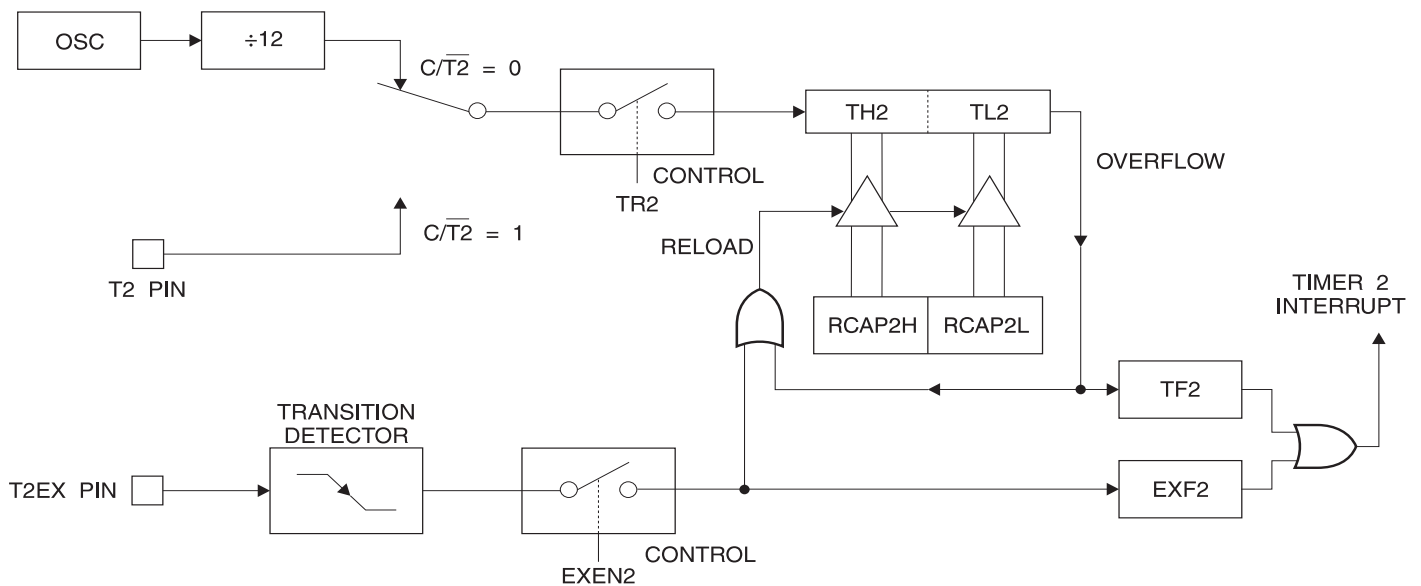 OSC
÷12
C/T2 = 0
TH2
TL2
OVERFLOW
CONTROL
TR2
C/T2 = 1
RELOAD
T2 PIN
TIMER 2
INTERRUPT
RCAP2H
RCAP2L
TF2
TRANSITION
DETECTOR
T2EX PIN
EXF2
CONTROL
EXEN2